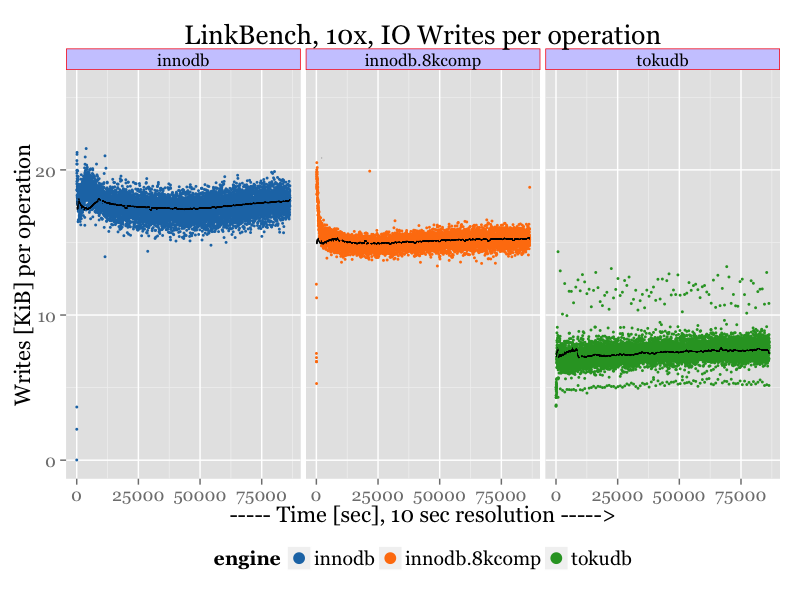 LinkBench, 10x, IO Writes per operation
innodb innodb.8kcomp tokudb
Writes [KiB] per operation
20
10
0
0 25000 50000 75000 0 25000 50000 75000 0 25000 50000 75000
----- Time [sec], 10 sec resolution ----->
engine innodb innodb.8kcomp tokudb